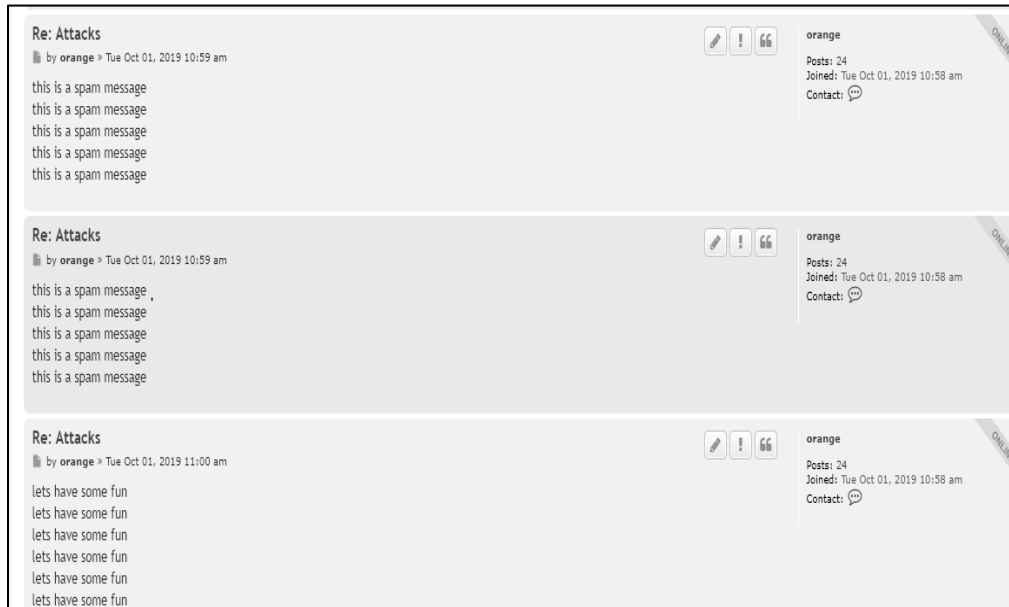 Re: Attacks
by orange » Tue Oct 01, 2019 10:59 am
this is a spam message
this is a spam message
this is a spam message
this is a spam message
this is a spam message
orange
Posts: 24
Joined: Tue Oct 01, 2019 10:58 am
Contact:
Re: Attacks
by orange » Tue Oct 01, 2019 10:59 am
this is a spam message
this is a spam message
this is a spam message
this is a spam message
this is a spam message
orange
Posts: 24
Joined: Tue Oct 01, 2019 10:58 am
Contact:
Re: Attacks
by orange » Tue Oct 01, 2019 11:00 am
lets have some fun
lets have some fun
lets have some fun
lets have some fun
lets have some fun
lets have some fun
orange
Posts: 24
Joined: Tue Oct 01, 2019 10:58 am
Contact: